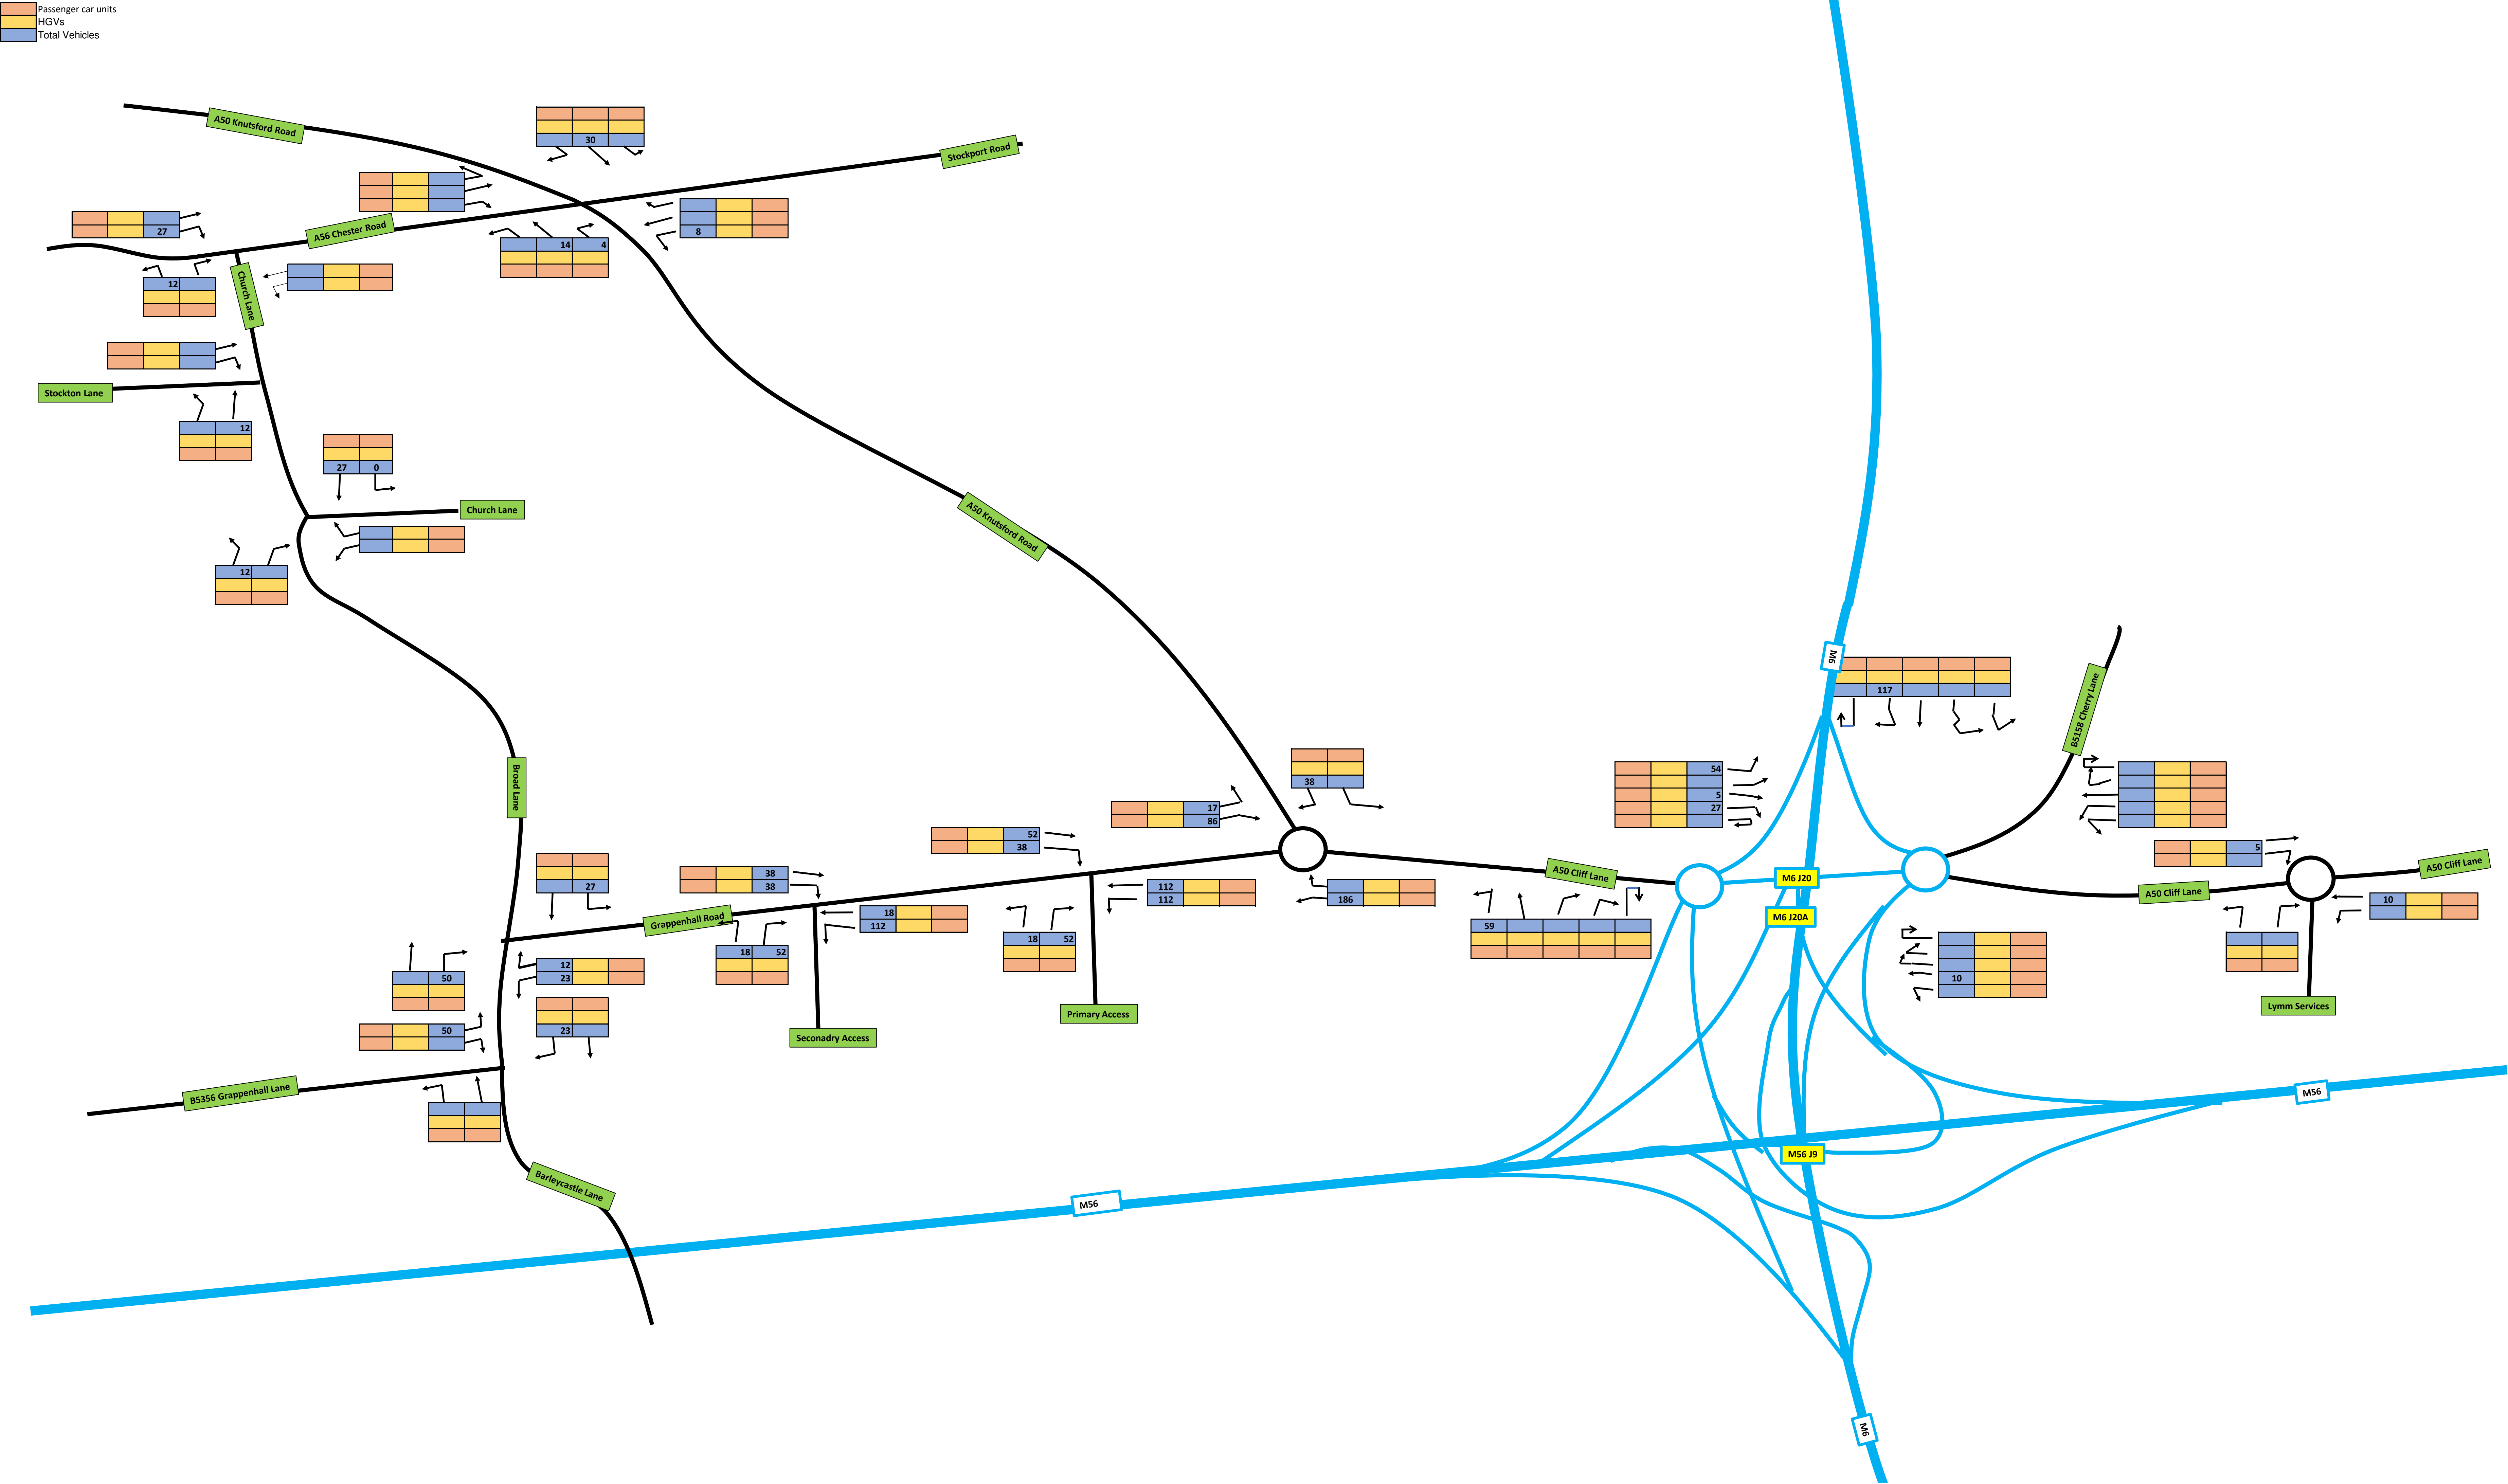 Passenger car units
HGVs
Total Vehicles
A50 Knutsford Road
30
Stockport Road
27
A56 Chester Road
8
14 4
Church Lane
12
Stockton Lane
12
27 0
Church Lane
12
A50 Knutsford Road
M6
117
B5158 Cherry Lane
Broad Lane
38
54
5
27
17
86
52
38
5
A50 Cliff Lane
27
38
38
A50 Cliff Lane
M6 J20
A50 Cliff Lane
112
112
186
10
Grappenhall Road
18
112
M6 J20A
59
18 52
18 52
12
23
50
10
Primary Access
Lymm Services
50
23
Seconadry Access
B5356 Grappenhall Lane
M56
M56 J9
Barleycastle Lane
M56
M6